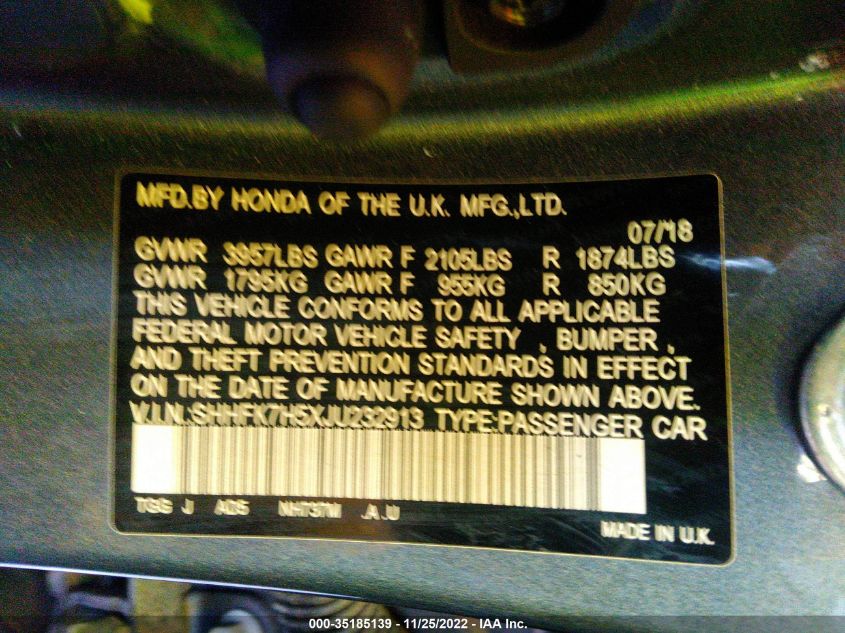 MFD.BY HONDA OF THE U.K. MFG.,LTD.
07/18
GVWR 3957LBS GAWR F 2105LBS R 1874LBS
GVWR 1795KG GAWR F 955KG R 850KG
THIS VEHICLE CONFORMS TO ALL APPLICABLE
FEDERAL MOTOR VEHICLE SAFETY , BUMPER ,
AND THEFT PREVENTION STANDARDS IN EFFECT
ON THE DATE OF MANUFACTURE SHOWN ABOVE.
V.I.N.:SHHFK7H5XJU232913 TYPE:PASSENGER CAR
TGG J A05 NH797M .A .U
MADE IN U.K.
000-35185139 - 11/25/2022 - IAA Inc.